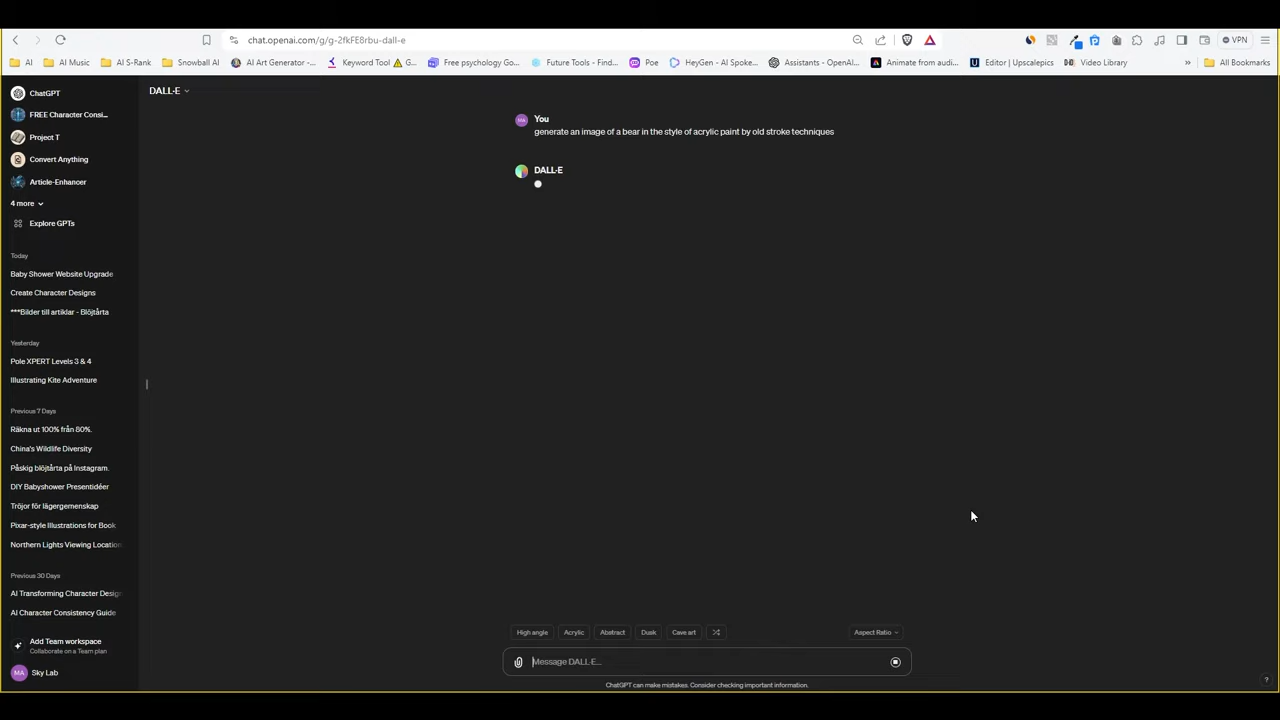 chat.openai.com/g/g-2fkFE8rbu-dall-e
VPN
AI
AI Music
AI S-Rank
Snowball AI
AI Art Generator -...
Keyword Tool
G...
Free psychology Go...
Future Tools - Find...
Poe
HeyGen - AI Spoke...
Assistants - OpenAI...
Animate from audi...
Editor | Upscalepics
Video Library
»
All Bookmarks
ChatGPT
FREE Character Consi...
Project T
Convert Anything
Article-Enhancer
4 more
Explore GPTs
Today
Baby Shower Website Upgrade
Create Character Designs
***Bilder till artiklar - Blöjtårta
Yesterday
Pole XPERT Levels 3 & 4
Illustrating Kite Adventure
Previous 7 Days
Räkna ut 100% från 80%.
China's Wildlife Diversity
Påskig blöjtårta på Instagram.
DIY Babyshower Presentidéer
Tröjor för lägergemenskap
Pixar-style Illustrations for Book
Northern Lights Viewing Location
Previous 30 Days
AI Transforming Character Desig
AI Character Consistency Guide
Add Team workspace
Collaborate on a Team plan
MA
Sky Lab
DALL·E
MA
You
generate an image of a bear in the style of acrylic paint by old stroke techniques
DALL·E
High angle
Acrylic
Abstract
Dusk
Cave art
Aspect Ratio
Message DALL·E...
ChatGPT can make mistakes. Consider checking important information.
?